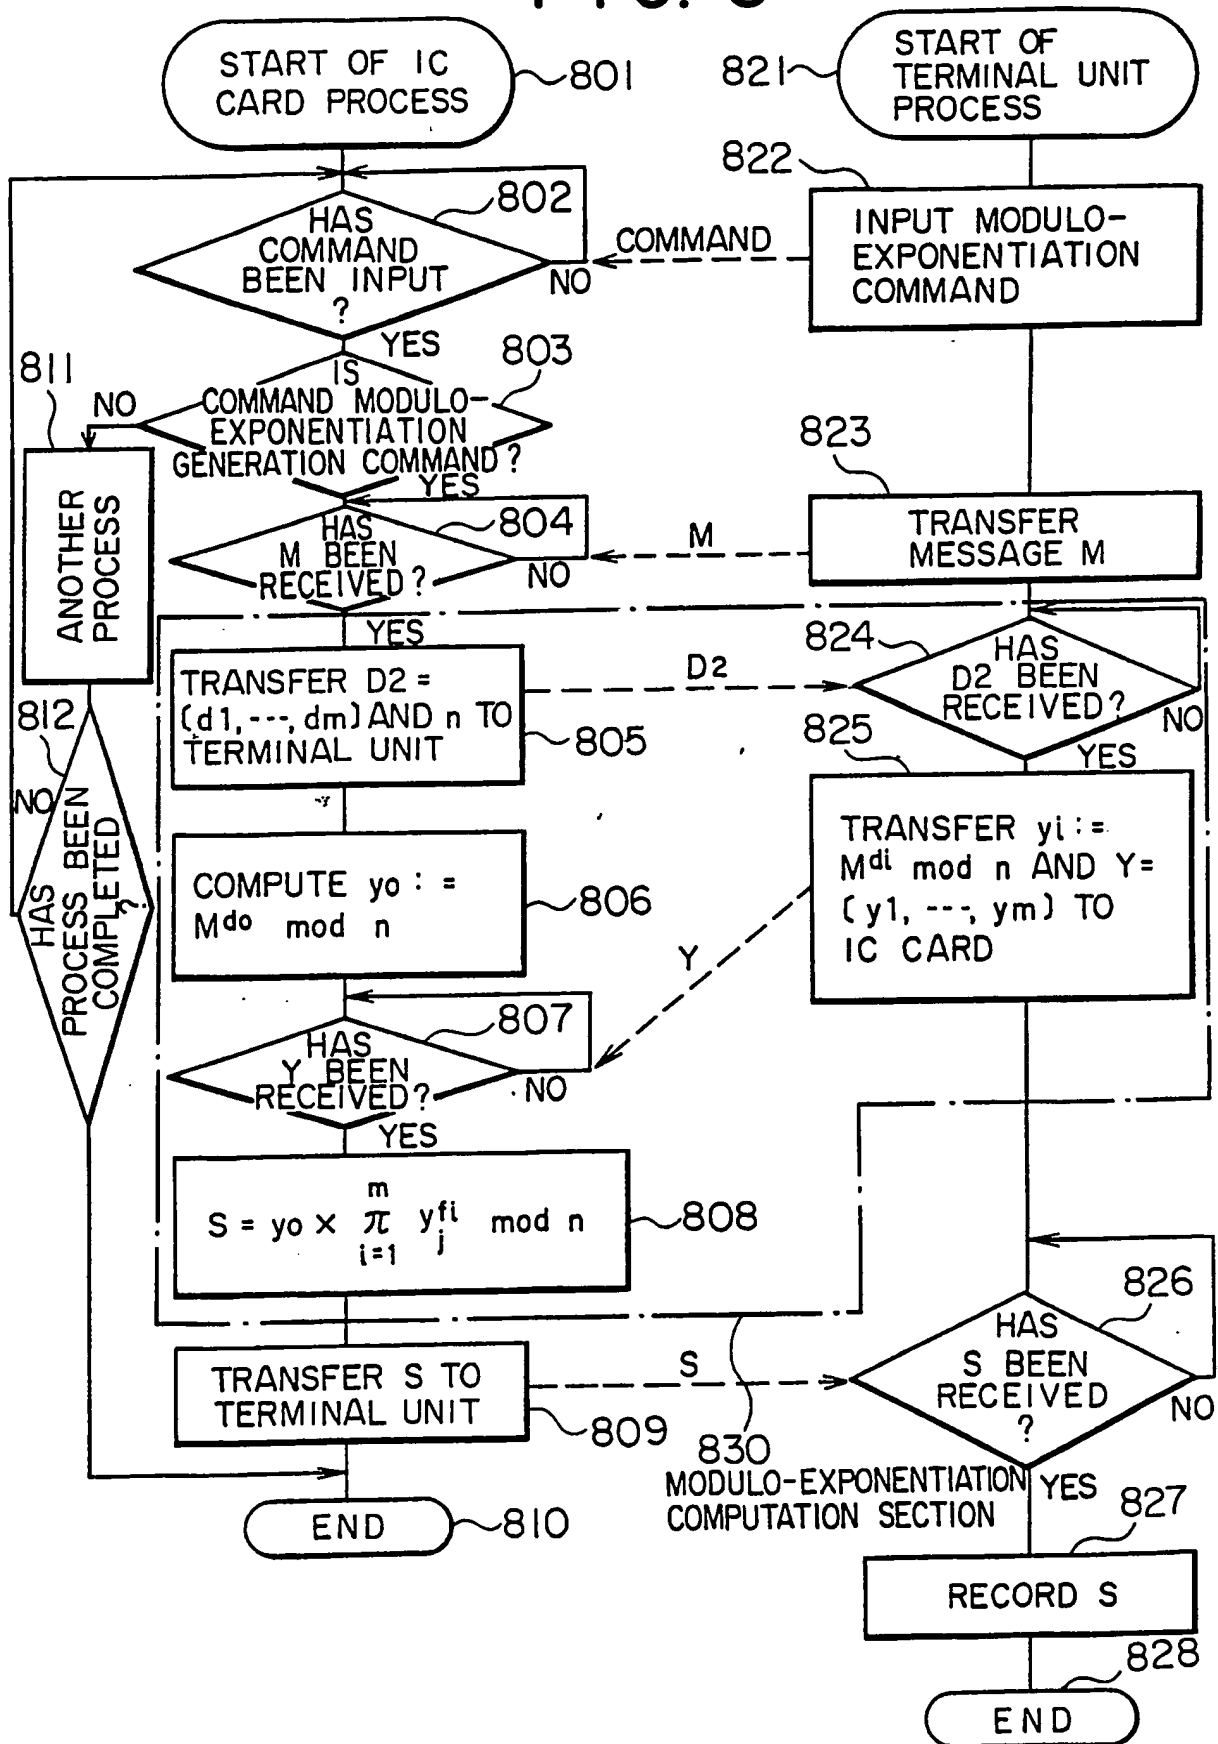 START OF IC
CARD PROCESS
801
HAS
COMMAND
BEEN INPUT
?
802
NO
YES
IS
COMMAND MODULO-
EXPONENTIATION
GENERATION COMMAND?
803
NO
YES
811
ANOTHER
PROCESS
812
HAS
PROCESS BEEN
COMPLETED
?
NO
HAS
M BEEN
RECEIVED?
804
NO
YES
TRANSFER D2 =
(d1, ---, dm) AND n TO
TERMINAL UNIT
805
COMPUTE yo : =
M^do mod n
806
HAS
Y BEEN
RECEIVED?
807
NO
YES
m
S = yo × π y_j^fi mod n
i=1
808
TRANSFER S TO
TERMINAL UNIT
809
END
810
START OF
TERMINAL UNIT
PROCESS
821
822
INPUT MODULO-
EXPONENTIATION
COMMAND
COMMAND
823
TRANSFER
MESSAGE M
M
824
HAS
D2 BEEN
RECEIVED?
D2
NO
YES
825
TRANSFER yi : =
M^di mod n AND Y=
(y1, ---, ym) TO
IC CARD
Y
826
HAS
S BEEN
RECEIVED
?
S
NO
YES
830
MODULO-EXPONENTIATION
COMPUTATION SECTION
827
RECORD S
828
END